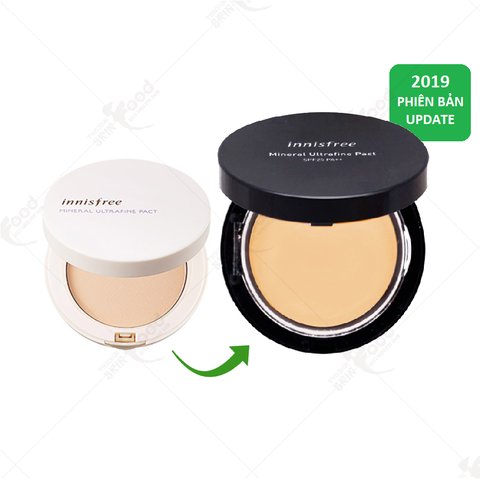 2019
PHIÊN BẢN
UPDATE
innisfree
Mineral Ultrafine Pact
SPF25 PA++
innisfree
MINERAL ULTRAFINE PACT